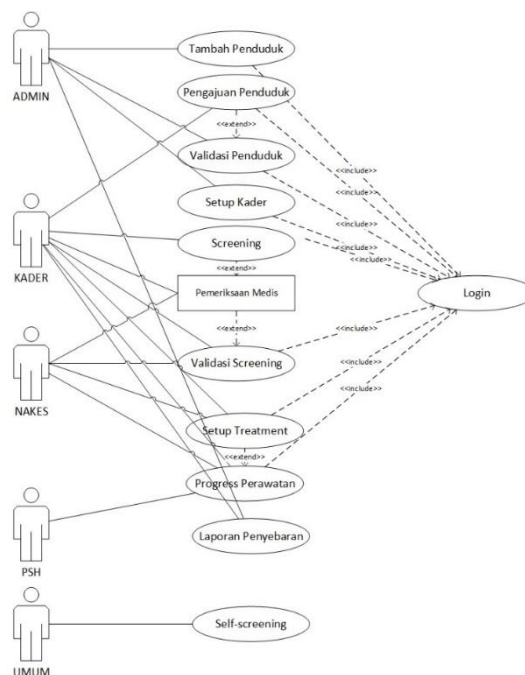 ADMIN
Tambah Penduduk
Pengajuan Penduduk
<<extend>>
Validasi Penduduk
<<include>>
<<include>>
Setup Kader
KADER
Screening
<<include>>
<<include>>
<<extend>>
Pemeriksaan Medis
Login
<<extend>>
<<include>>
Validasi Screening
NAKES
<<include>>
<<include>>
Setup Treatment
<<extend>>
Progress Perawatan
PSH
Laporan Penyebaran
Self-screening
UMUM